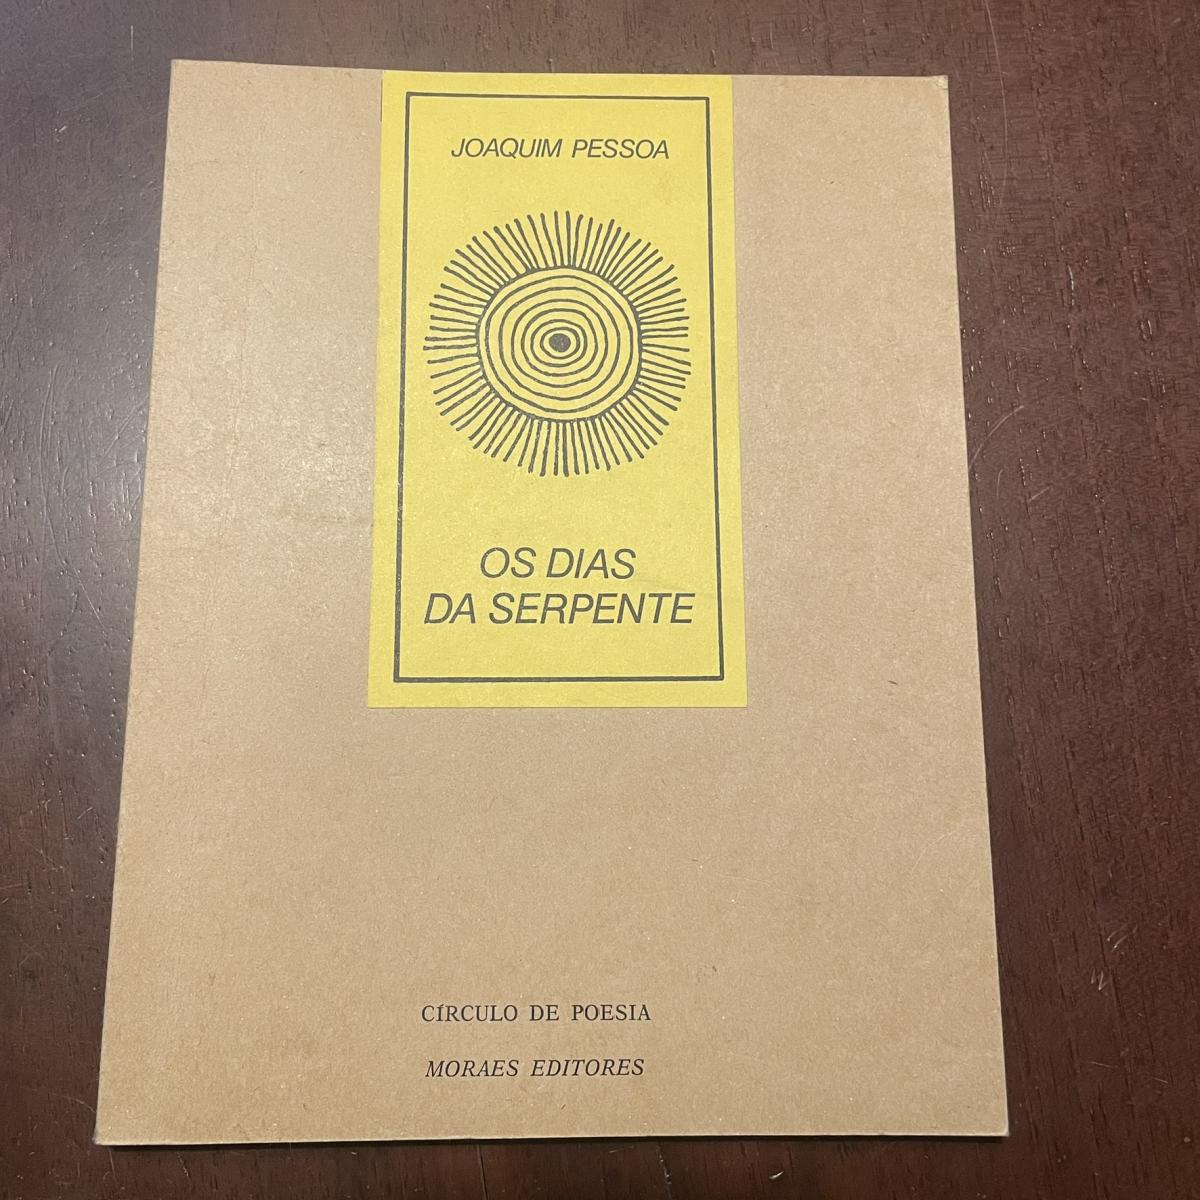 JOAQUIM PESSOA
OS DIAS
DA SERPENTE
CÍRCULO DE POESIA
MORAES EDITORES